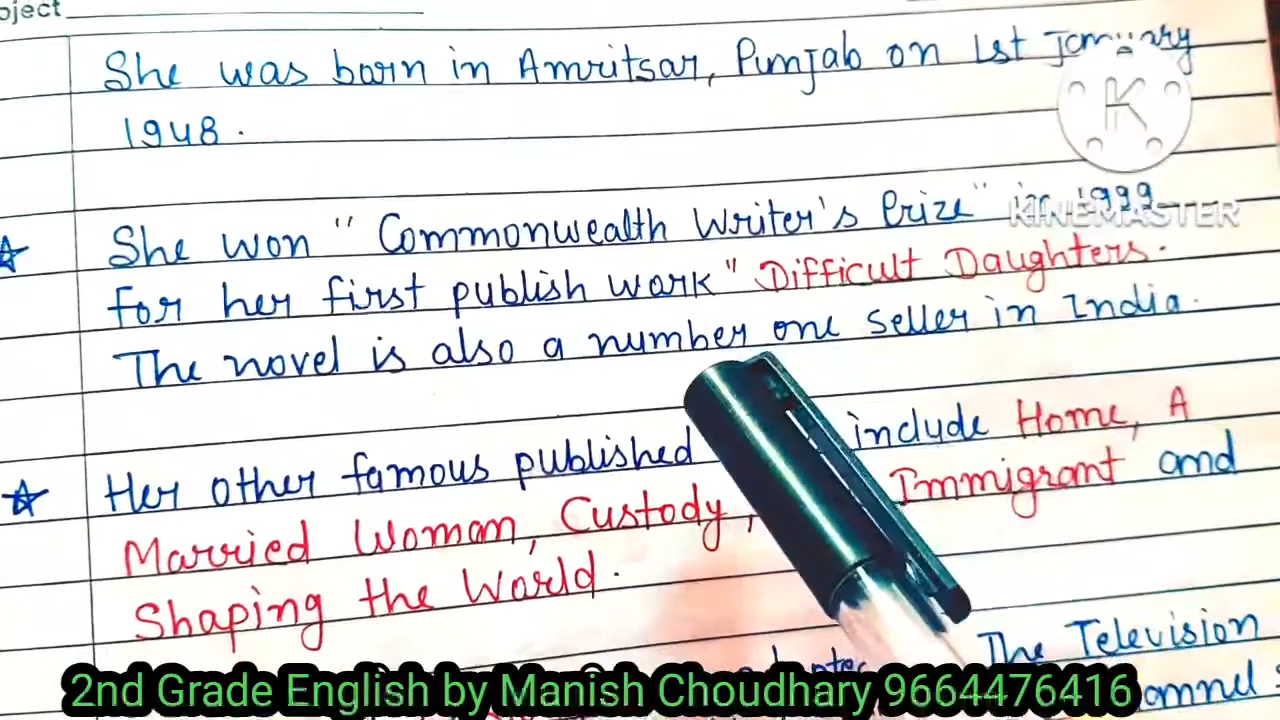 oject
She was born in Amritsar, Punjab on 1st January
1948.
She won "Commonwealth Writer's Prize" in 1999
KINEMASTER
for her first publish work "Difficult Daughters.
The novel is also a number one seller in India.
Her other famous published include Home, A
Married Woman, Custody, Immigrant and
Shaping the World.
The Television
2nd Grade English by Manish Choudhary 9664476416